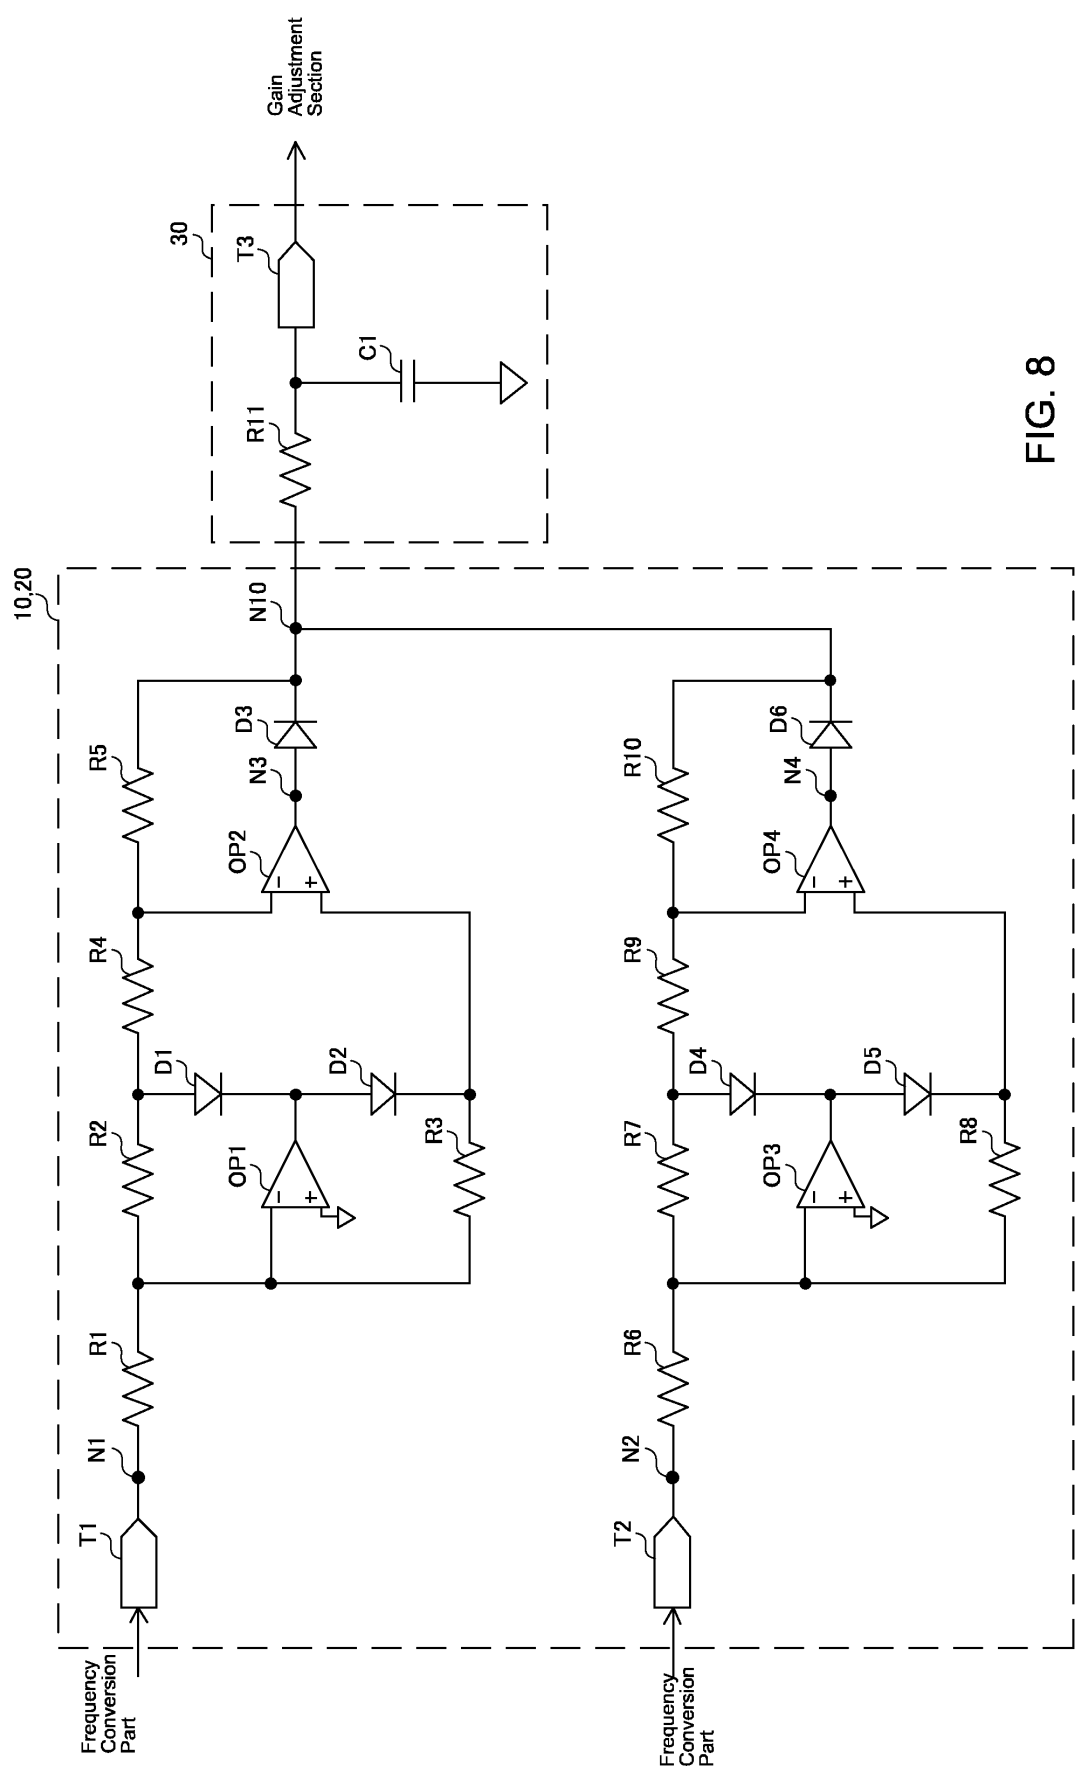 10,20
Frequency
Conversion
Part
T1
N1
R1
R2
D1
R4
R5
OP1
D2
R3
OP2
N3
D3
N10
−
+
−
+
30
R11
C1
T3
Gain
Adjustment
Section
Frequency
Conversion
Part
T2
N2
R6
R7
D4
R9
R10
OP3
D5
R8
OP4
N4
D6
−
+
−
+
FIG. 8